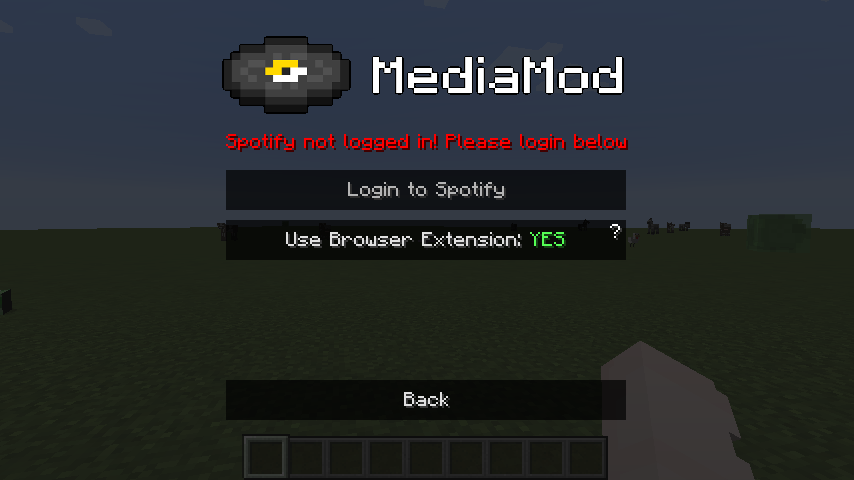 MediaMod
Spotify not logged in! Please login below
Login to Spotify
Use Browser Extension: YES
?
Back